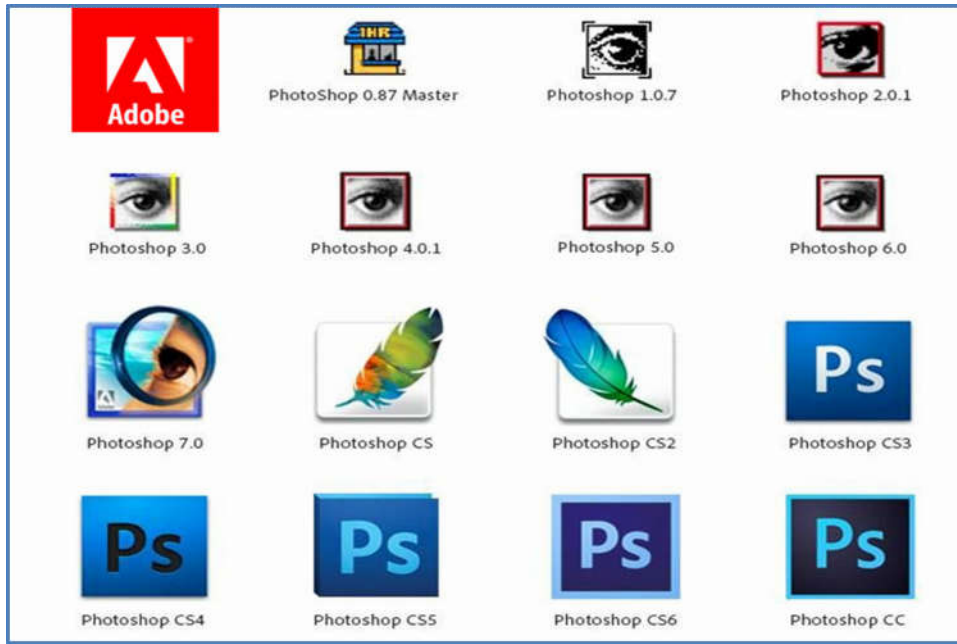 Adobe
IHR
PhotoShop 0.87 Master
Photoshop 1.0.7
Photoshop 2.0.1
Photoshop 3.0
Photoshop 4.0.1
Photoshop 5.0
Photoshop 6.0
Photoshop 7.0
Photoshop CS
Photoshop CS2
Ps
Photoshop CS3
Ps
Photoshop CS4
Ps
Photoshop CS5
Ps
Photoshop CS6
Ps
Photoshop CC